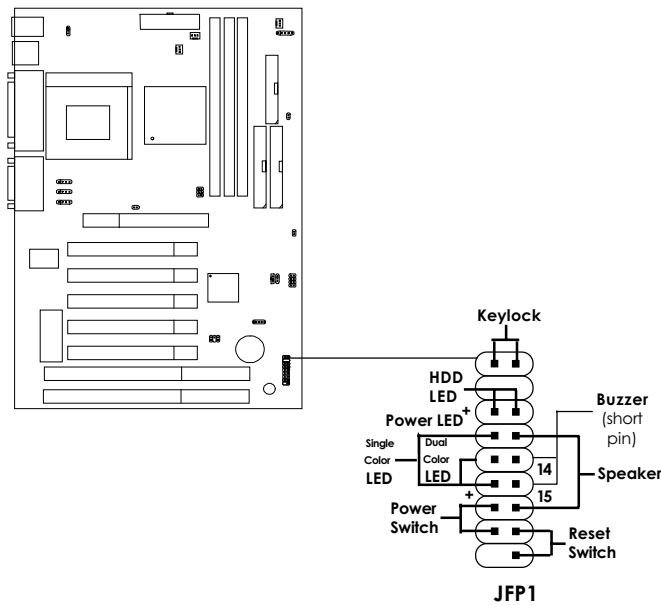 Keylock
HDD
LED
+
Power LED
Buzzer
(short
pin)
Single
Color
LED
Dual
Color
LED
14
Speaker
+
15
Power
Switch
Reset
Switch
JFP1